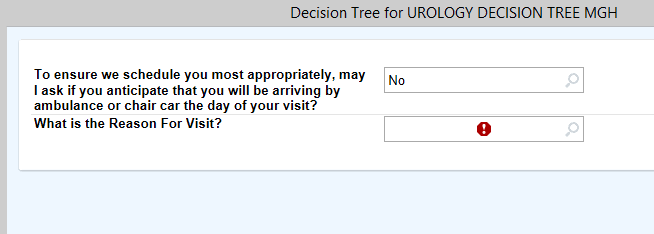 Decision Tree for UROLOGY DECISION TREE MGH
To ensure we schedule you most appropriately, may
I ask if you anticipate that you will be arriving by
ambulance or chair car the day of your visit?
No
What is the Reason For Visit?